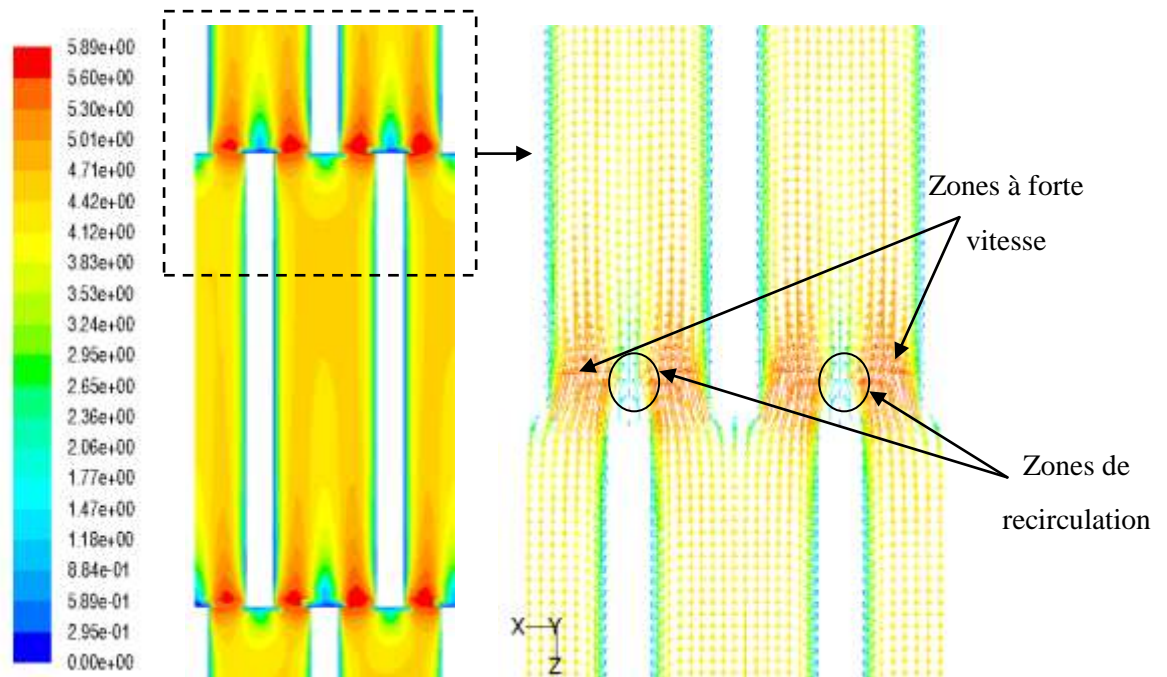 5.89e+00
5.60e+00
5.30e+00
5.01e+00
4.71e+00
4.42e+00
4.12e+00
3.83e+00
3.53e+00
3.24e+00
2.95e+00
2.65e+00
2.36e+00
2.06e+00
1.77e+00
1.47e+00
1.18e+00
8.84e-01
5.89e-01
2.95e-01
0.00e+00
Zones à forte
vitesse
Zones de
recirculation
X
Y
Z